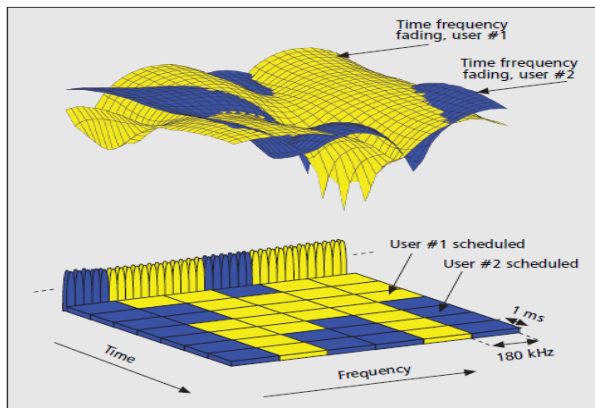 Time frequency
fading, user #1
Time frrequency
fading, user #2
User #1 scheduled
User #2 scheduled
1 ms
180 kHz
Time
Frequency